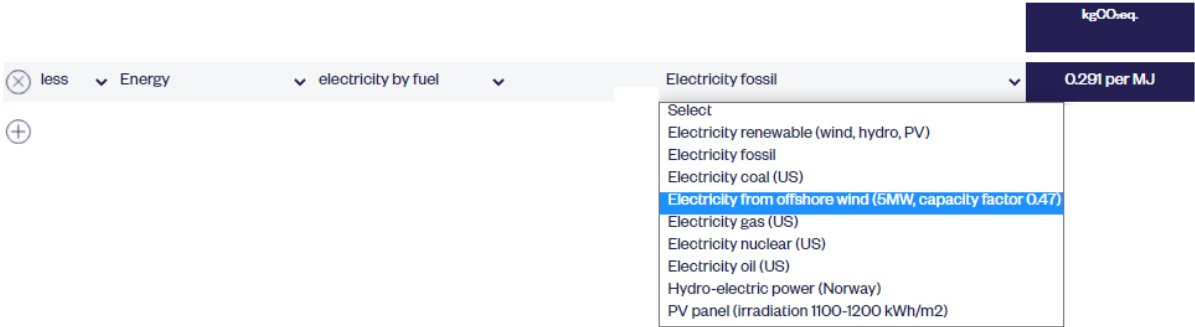 kgCO₂eq.
less Energy electricity by fuel Electricity fossil 0.291 per MJ
Select
Electricity renewable (wind, hydro, PV)
Electricity fossil
Electricity coal (US)
Electricity from offshore wind (5MW, capacity factor 0.47)
Electricity gas (US)
Electricity nuclear (US)
Electricity oil (US)
Hydro-electric power (Norway)
PV panel (irradiation 1100-1200 kWh/m2)